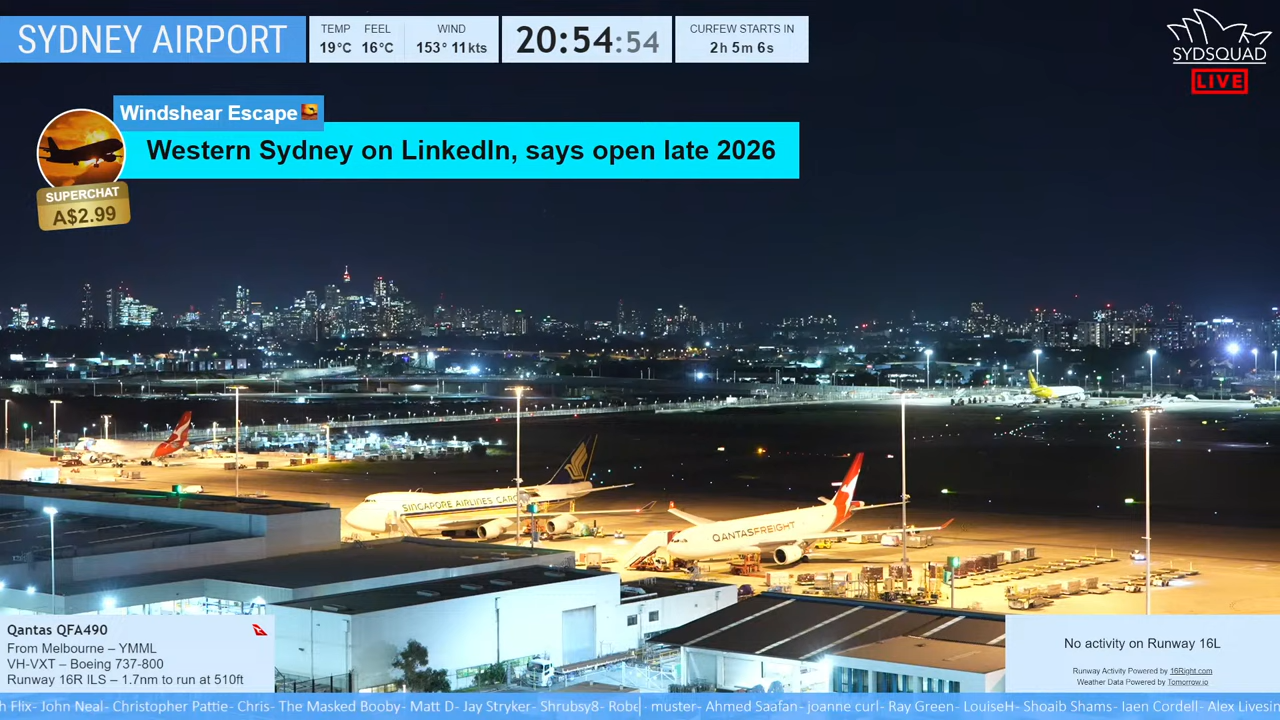 SYDNEY AIRPORT
TEMP FEEL WIND
19°C 16°C 153° 11 kts
20:54:54
CURFEW STARTS IN
2h 5m 6s
SYDSQUAD
LIVE
Windshear Escape
Western Sydney on LinkedIn, says open late 2026
SUPERCHAT
A$2.99
SINGAPORE AIRLINES CARGO
QANTASFREIGHT
Qantas QFA490
From Melbourne – YMML
VH-VXT – Boeing 737-800
Runway 16R ILS – 1.7nm to run at 510ft
No activity on Runway 16L
Runway Activity Powered by 16Right.com
Weather Data Powered by Tomorrow.io
h Flix- John Neal- Christopher Pattie- Chris- The Masked Booby- Matt D- Jay Stryker- Shrubsy8- Robe muster- Ahmed Saafan- joanne curl- Ray Green- LouiseH- Shoaib Shams- Iaen Cordell- Alex Livesin